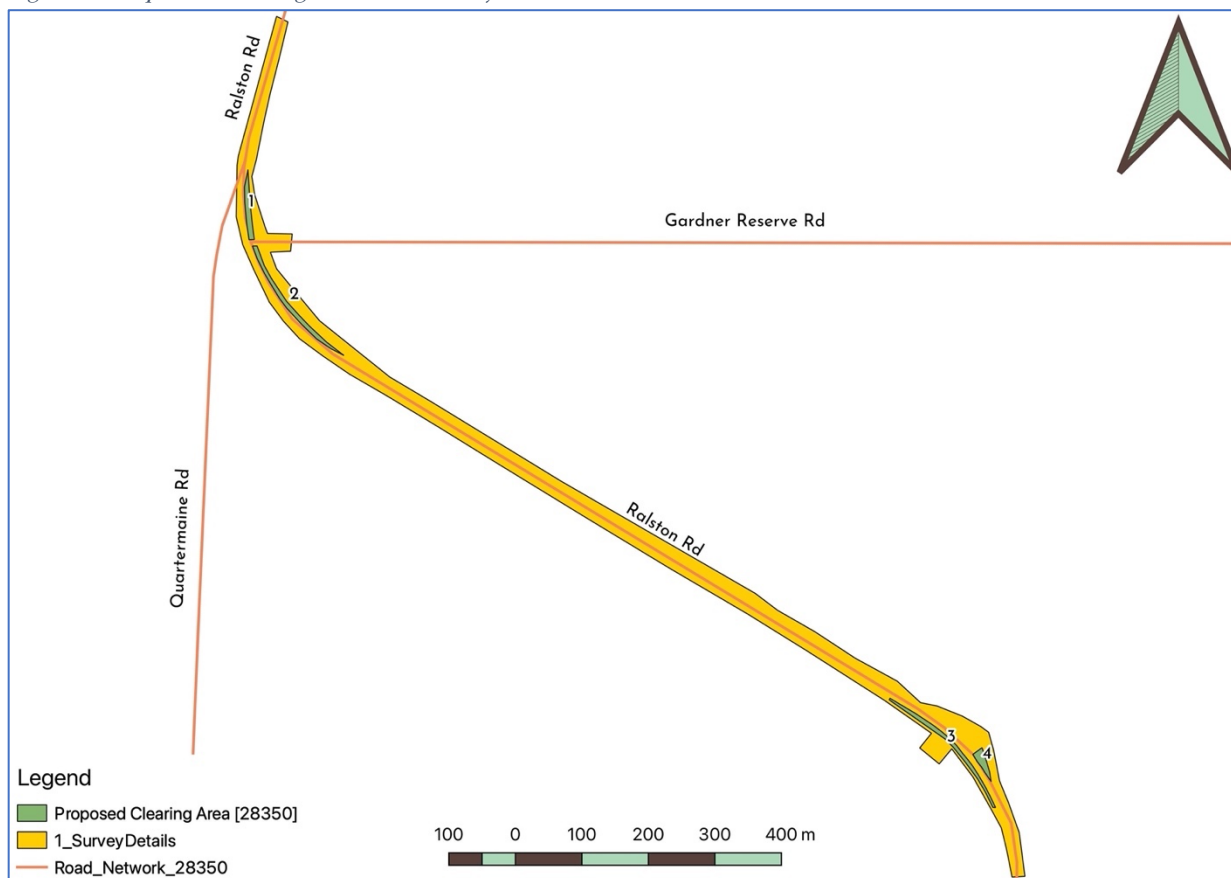 Ralston Rd
1
Gardner Reserve Rd
2
Quartermaine Rd
Ralston Rd
3
4
Legend
Proposed Clearing Area [28350]
1_SurveyDetails
Road_Network_28350
100 0 100 200 300 400 m